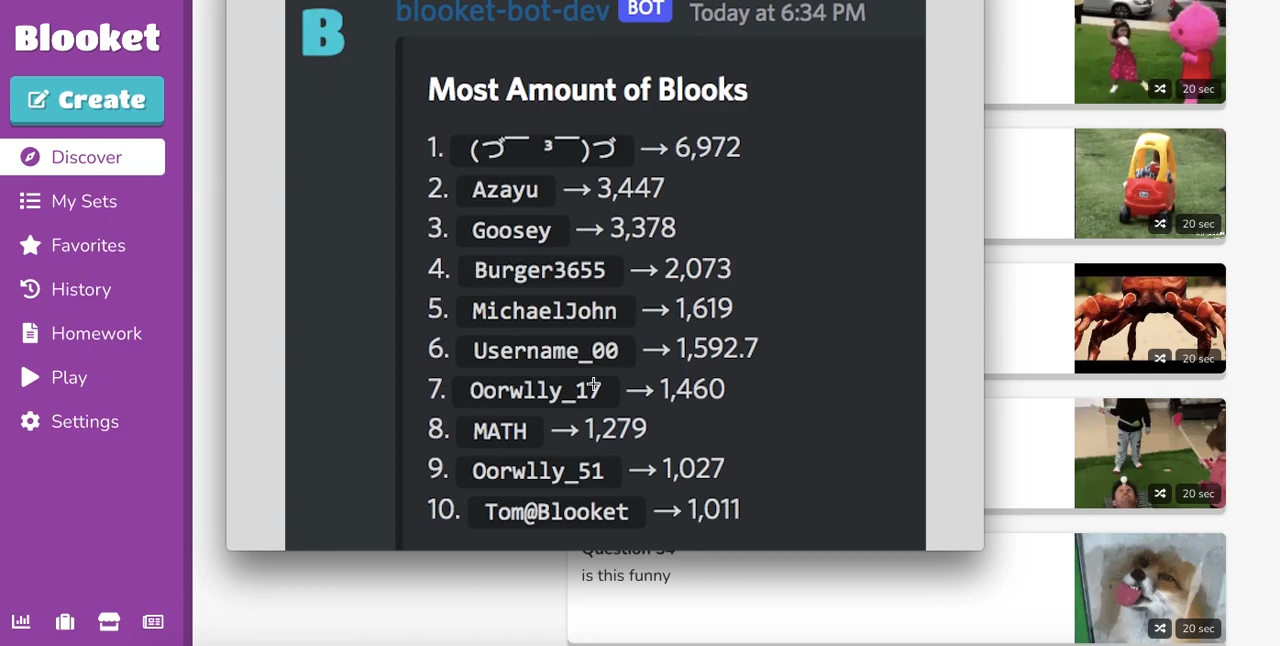 Blooket
Create
Discover
My Sets
Favorites
History
Homework
Play
Settings
B
blooket-bot-dev BOT Today at 6:34 PM
Most Amount of Blooks
1. (づ￣ ³￣)づ → 6,972
2. Azayu → 3,447
3. Goosey → 3,378
4. Burger3655 → 2,073
5. MichaelJohn → 1,619
6. Username_00 → 1,592.7
7. Oorwlly_17 → 1,460
8. MATH → 1,279
9. Oorwlly_51 → 1,027
10. Tom@Blooket → 1,011
20 sec
20 sec
20 sec
20 sec
Question 34
is this funny
20 sec